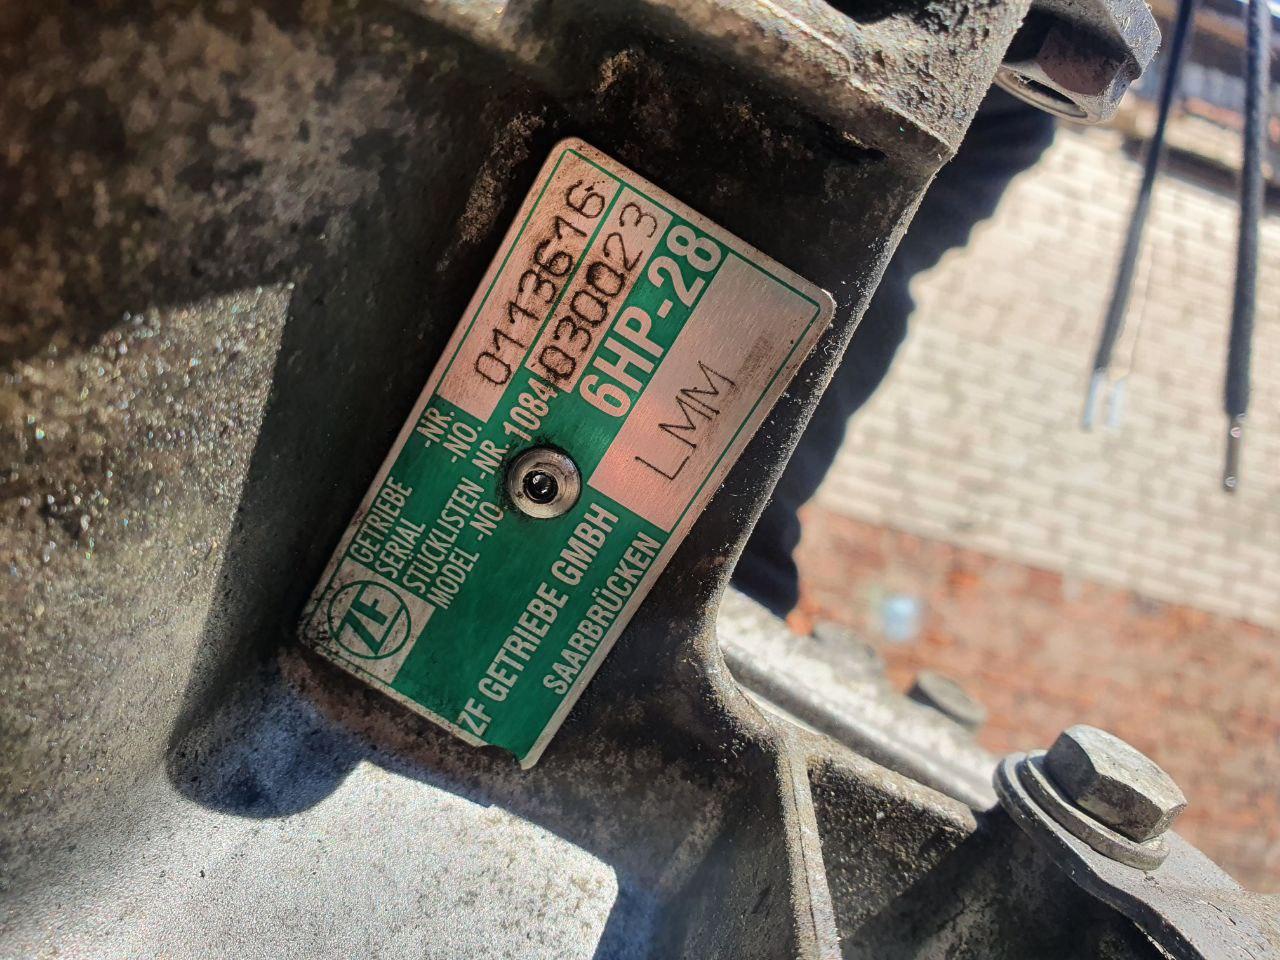 ZF
GETRIEBE -NR. 0113616
SERIAL -NO.
STÜCKLISTEN -NR. 1084 030023
MODEL -NO.
6HP-28
ZF GETRIEBE GMBH LMM
SAARBRÜCKEN